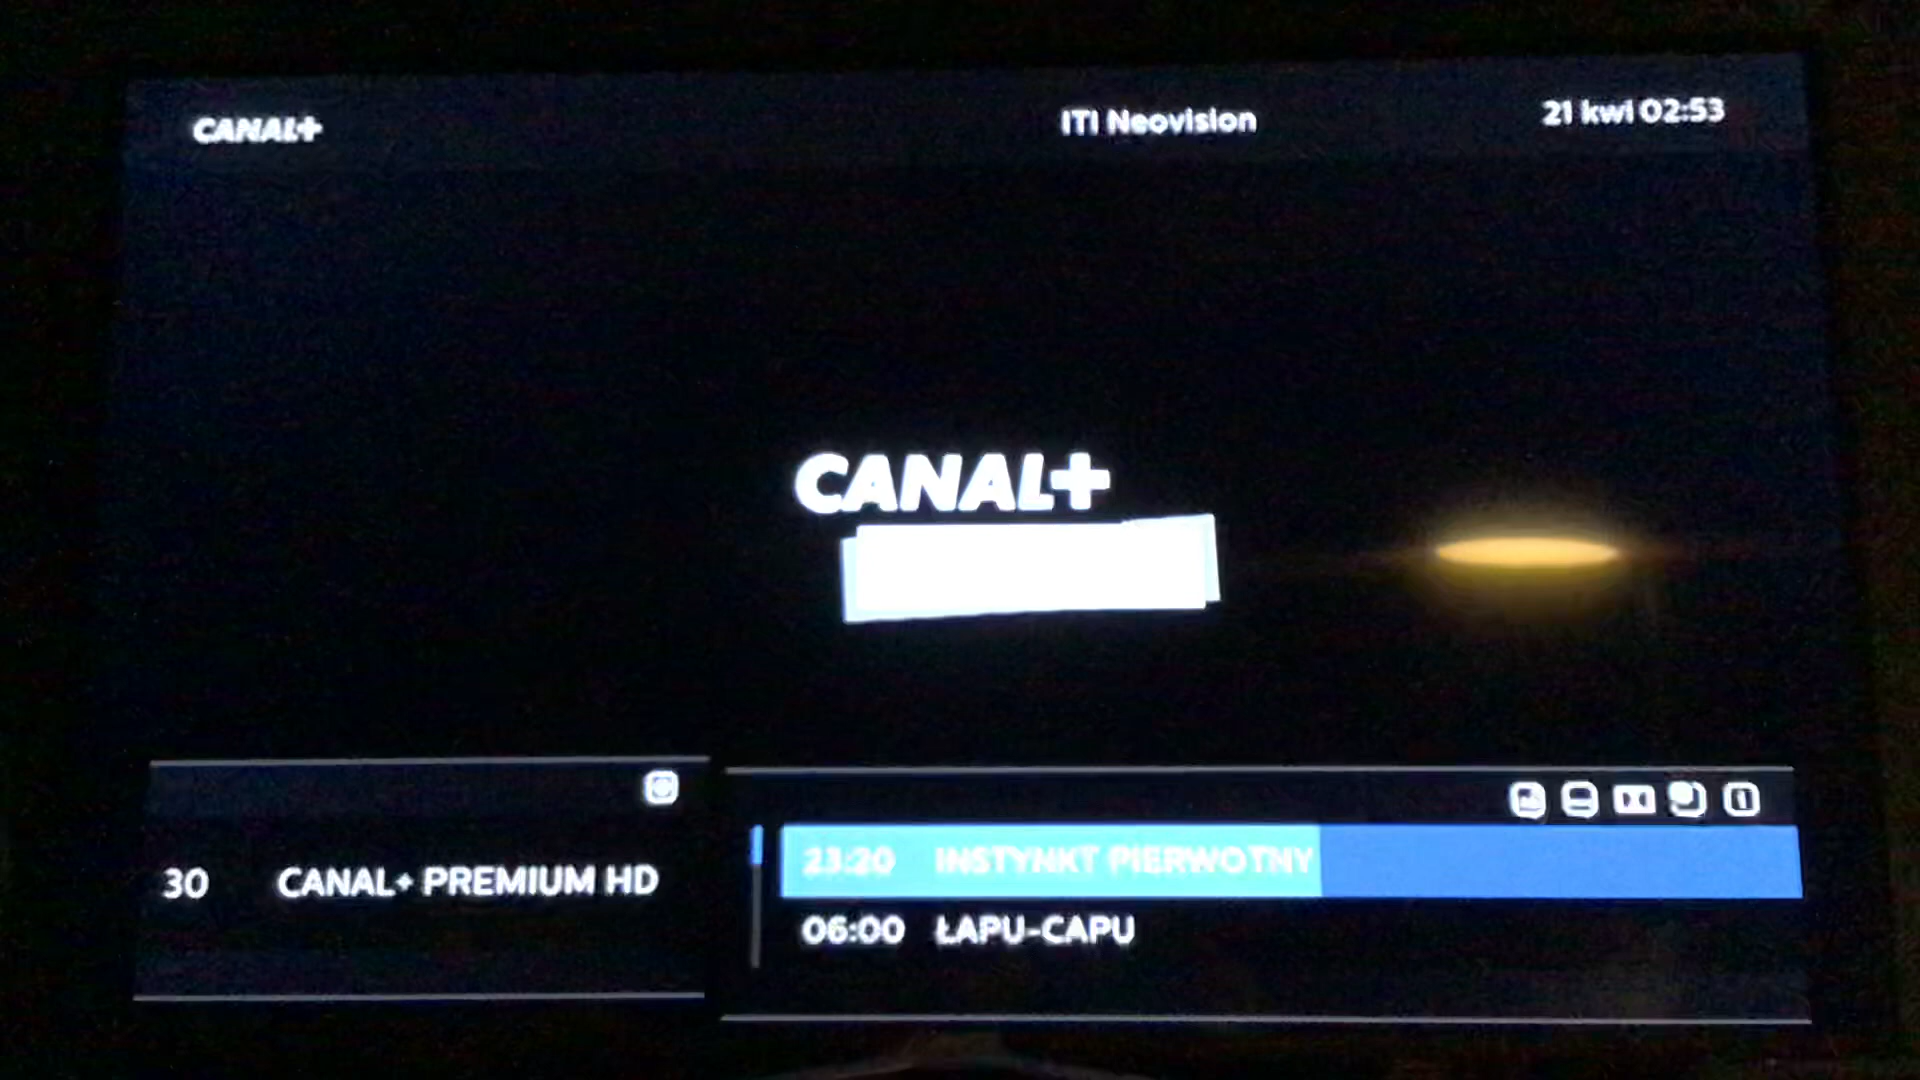 CANAL+
ITI Neovision
21 kwi 02:53
CANAL+
30 CANAL+ PREMIUM HD
23:20 INSTYNKT PIERWOTNY
06:00 ŁAPU-CAPU